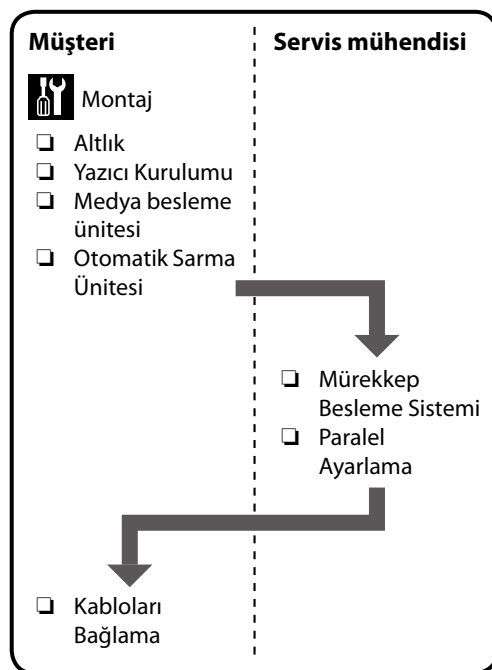 Müşteri
Servis mühendisi
Montaj
❏ Altlık
❏ Yazıcı Kurulumu
❏ Medya besleme
ünitesi
❏ Otomatik Sarma
Ünitesi
❏ Mürekkep
Besleme Sistemi
❏ Paralel
Ayarlama
❏ Kabloları
Bağlama